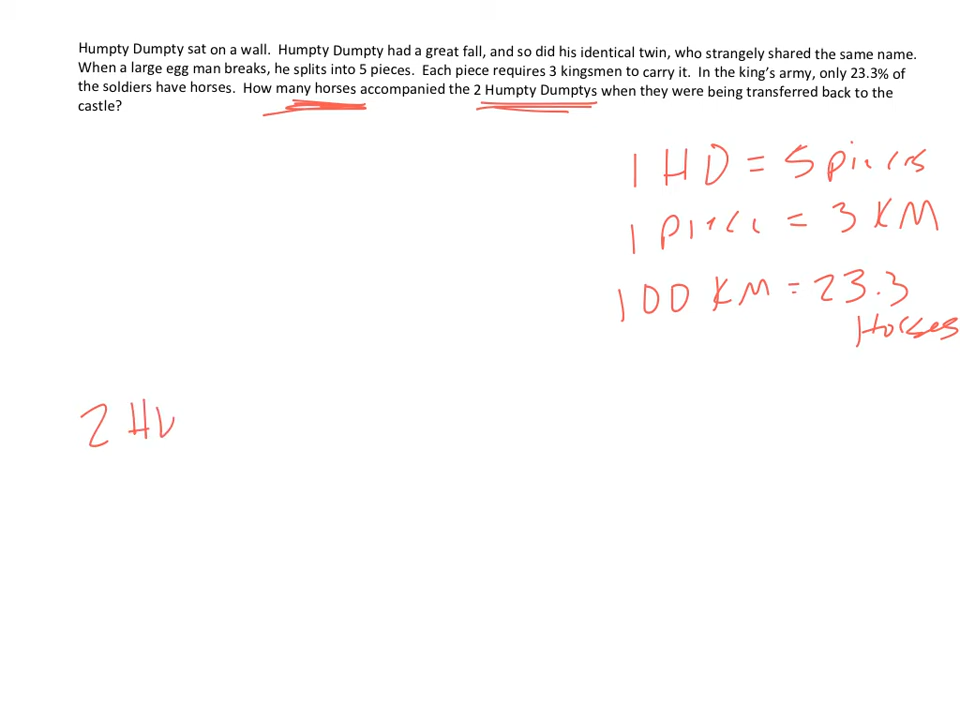 Humpty Dumpty sat on a wall. Humpty Dumpty had a great fall, and so did his identical twin, who strangely shared the same name.
When a large egg man breaks, he splits into 5 pieces. Each piece requires 3 kingsmen to carry it. In the king's army, only 23.3% of
the soldiers have horses. How many horses accompanied the 2 Humpty Dumptys when they were being transferred back to the
castle?
1 HD = 5 pieces
1 piece = 3 KM
100 KM = 23.3
Horses
2 HD